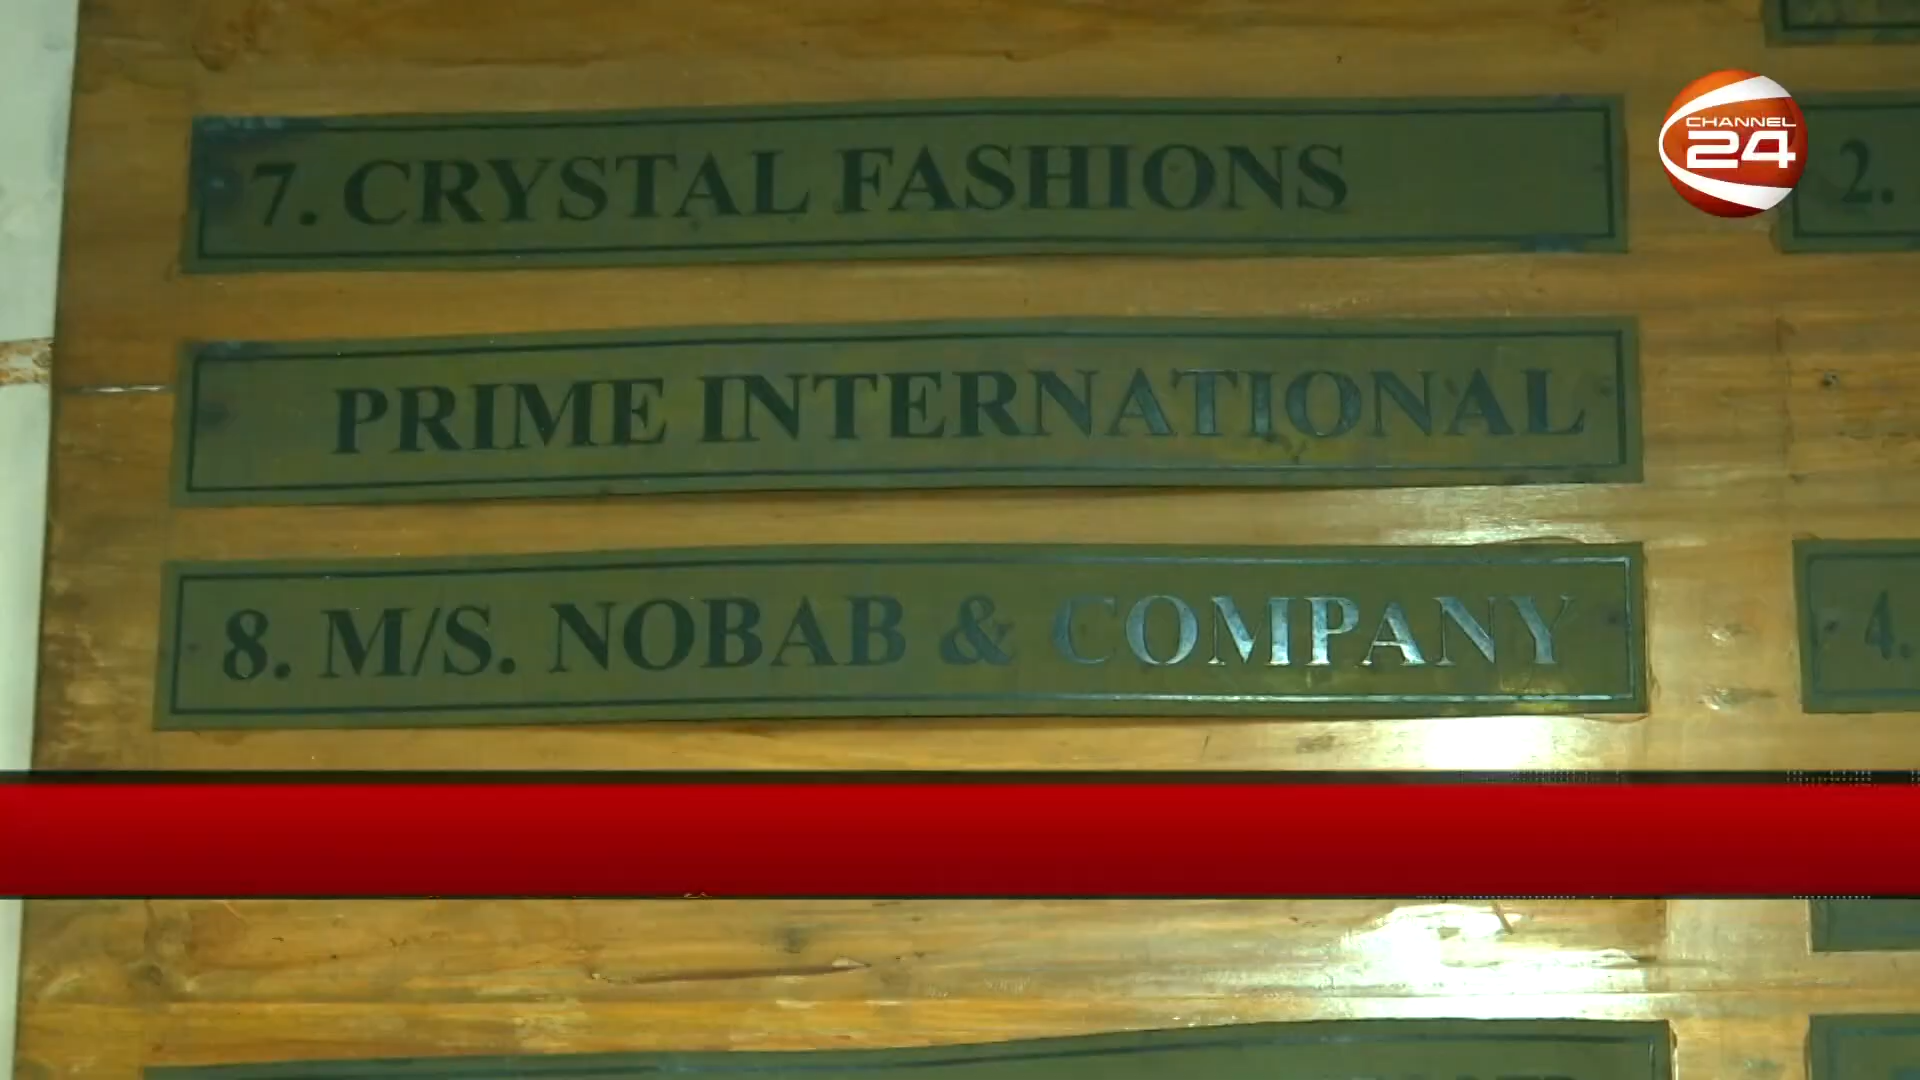 CHANNEL
24
7. CRYSTAL FASHIONS
2.
PRIME INTERNATIONAL
8. M/S. NOBAB & COMPANY
4.